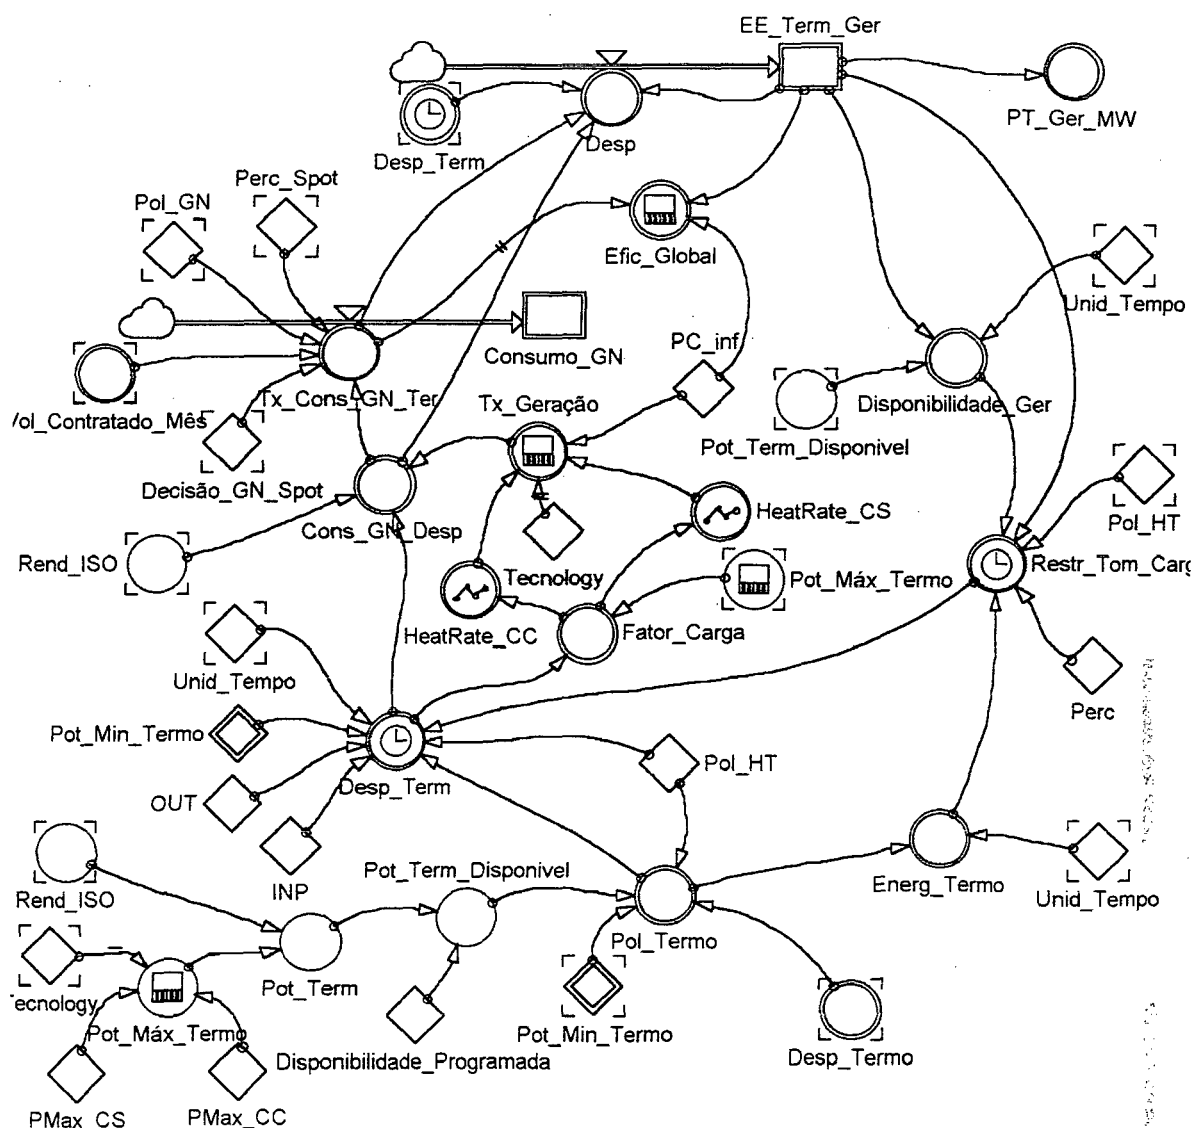 EE_Term_Ger
PT_Ger_MW
Desp_Term
Desp
Perc_Spot
Pol_GN
Efic_Global
Unid_Tempo
Consumo_GN
PC_inf
Tx_Cons_GN_Ter
Tx_Geração
Disponibilidade_Ger
/ol_Contratado_Mês
Pot_Term_Disponivel
Decisão_GN_Spot
Cons_GN_Desp
HeatRate_CS
Pol_HT
Rend_ISO
Tecnology
Pot_Máx_Termo
Restr_Tom_Carg
HeatRate_CC
Fator_Carga
Unid_Tempo
Perc
Pot_Min_Termo
Pol_HT
Desp_Term
OUT
INP
Pot_Term_Disponivel
Energ_Termo
Unid_Tempo
Rend_ISO
Pol_Termo
Pot_Term
Tecnology
Pot_Máx_Termo
Pot_Min_Termo
Disponibilidade_Programada
Desp_Termo
PMax_CS
PMax_CC